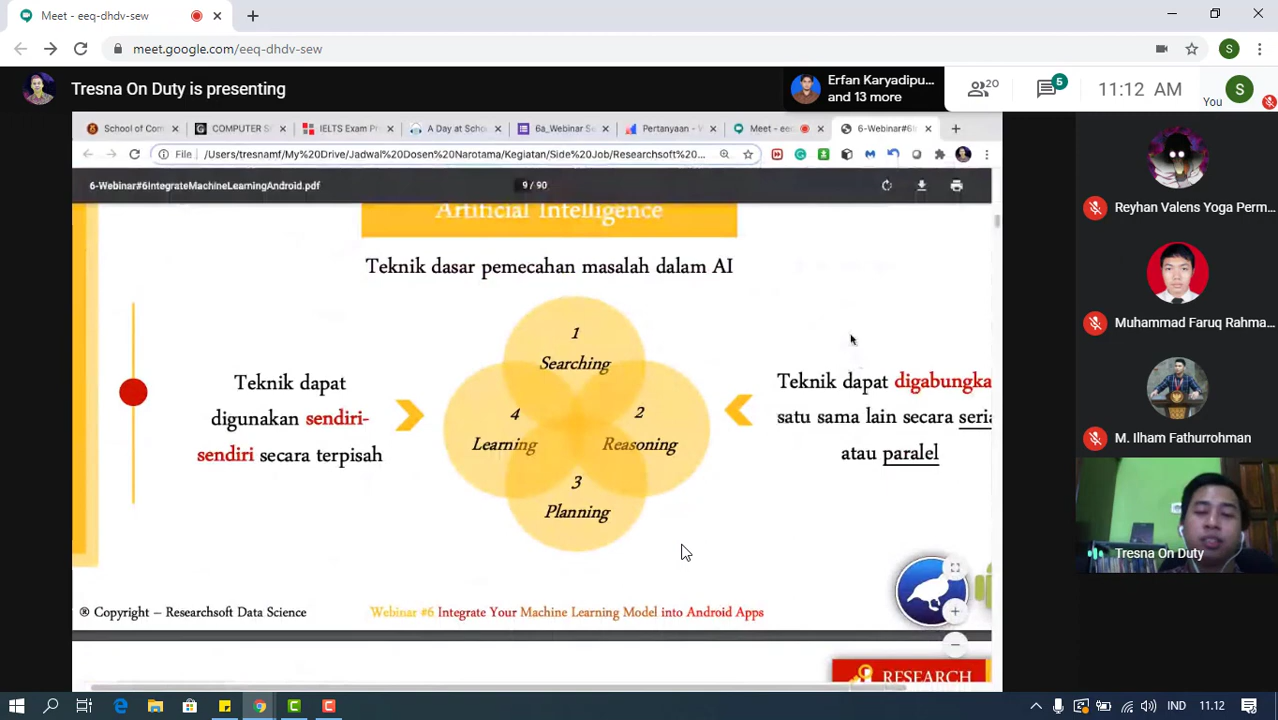 Meet - eeq-dhdv-sew
meet.google.com/eeq-dhdv-sew
S
Tresna On Duty is presenting
Erfan Karyadipu...
and 13 more
20
5
11:12 AM
You
S
School of Com
COMPUTER S
IELTS Exam Pr
A Day at Scho
6a_Webinar Se
Pertanyaan - W
Meet - eeq
6-Webinar#6I
File
/Users/tresnamf/My%20Drive/Jadwal%20Dosen%20Narotama/Kegiatan/Side%20Job/Researchsoft%20...
6-Webinar#6IntegrateMachineLearningAndroid.pdf
9 / 90
Artificial Intelligence
Teknik dasar pemecahan masalah dalam AI
1
Searching
Teknik dapat
digunakan sendiri-
sendiri secara terpisah
4
Learning
2
Reasoning
3
Planning
Teknik dapat digabungka
satu sama lain secara seria
atau paralel
® Copyright – Researchsoft Data Science
Webinar #6 Integrate Your Machine Learning Model into Android Apps
RESEARCH
Reyhan Valens Yoga Perm...
Muhammad Faruq Rahma...
M. Ilham Fathurrohman
Tresna On Duty
IND
11.12